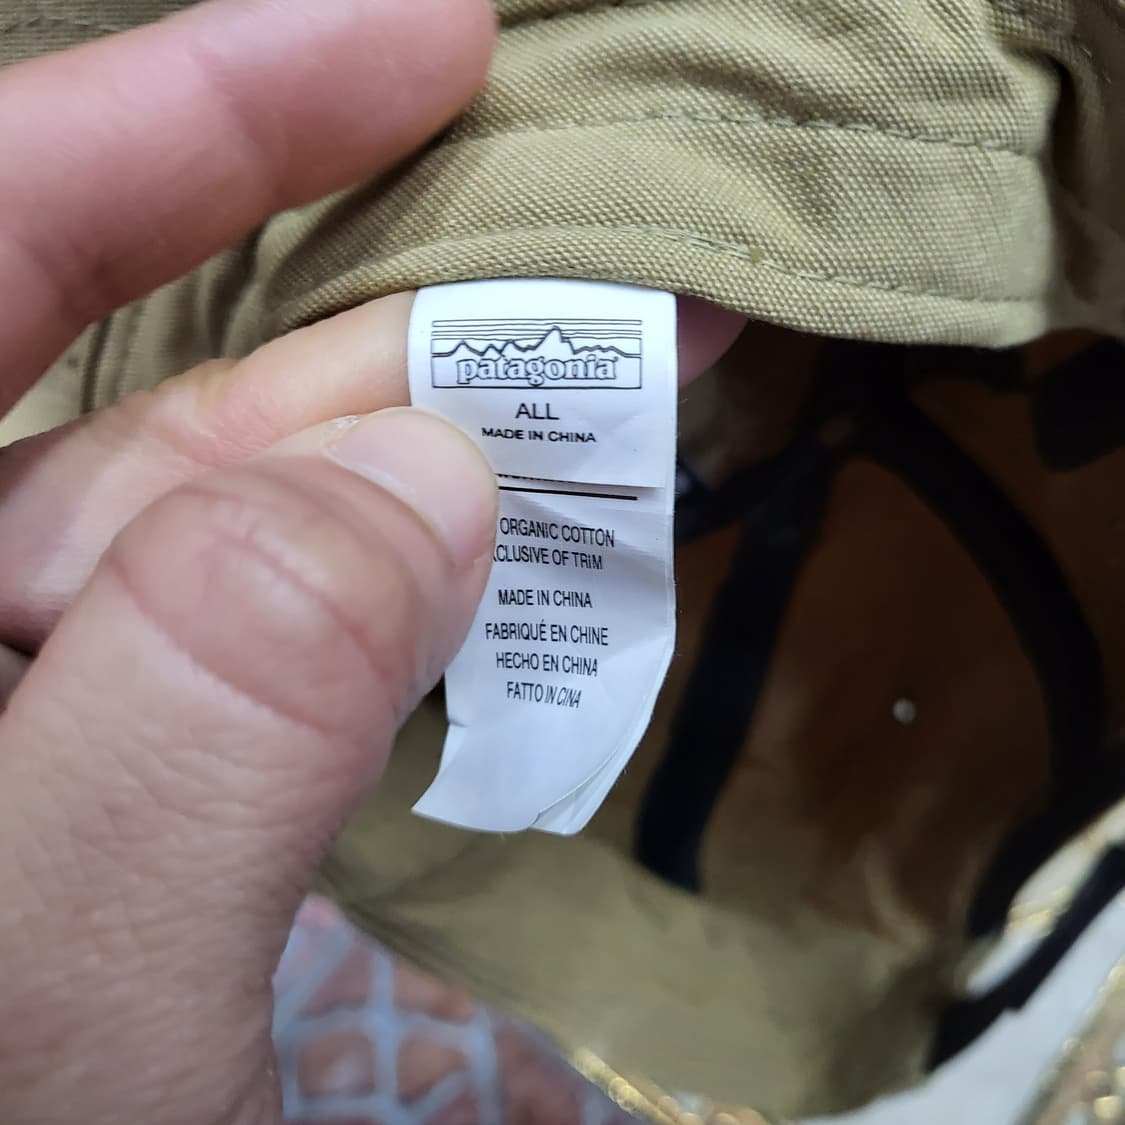 patagonia
ALL
MADE IN CHINA
ORGANIC COTTON
XCLUSIVE OF TRIM
MADE IN CHINA
FABRIQUÉ EN CHINE
HECHO EN CHINA
FATTO IN CINA